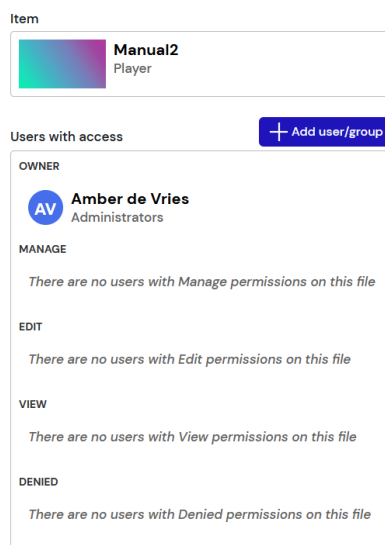 Item
Manual2
Player
Users with access
Add user/group
OWNER
AV
Amber de Vries
Administrators
MANAGE
There are no users with Manage permissions on this file
EDIT
There are no users with Edit permissions on this file
VIEW
There are no users with View permissions on this file
DENIED
There are no users with Denied permissions on this file